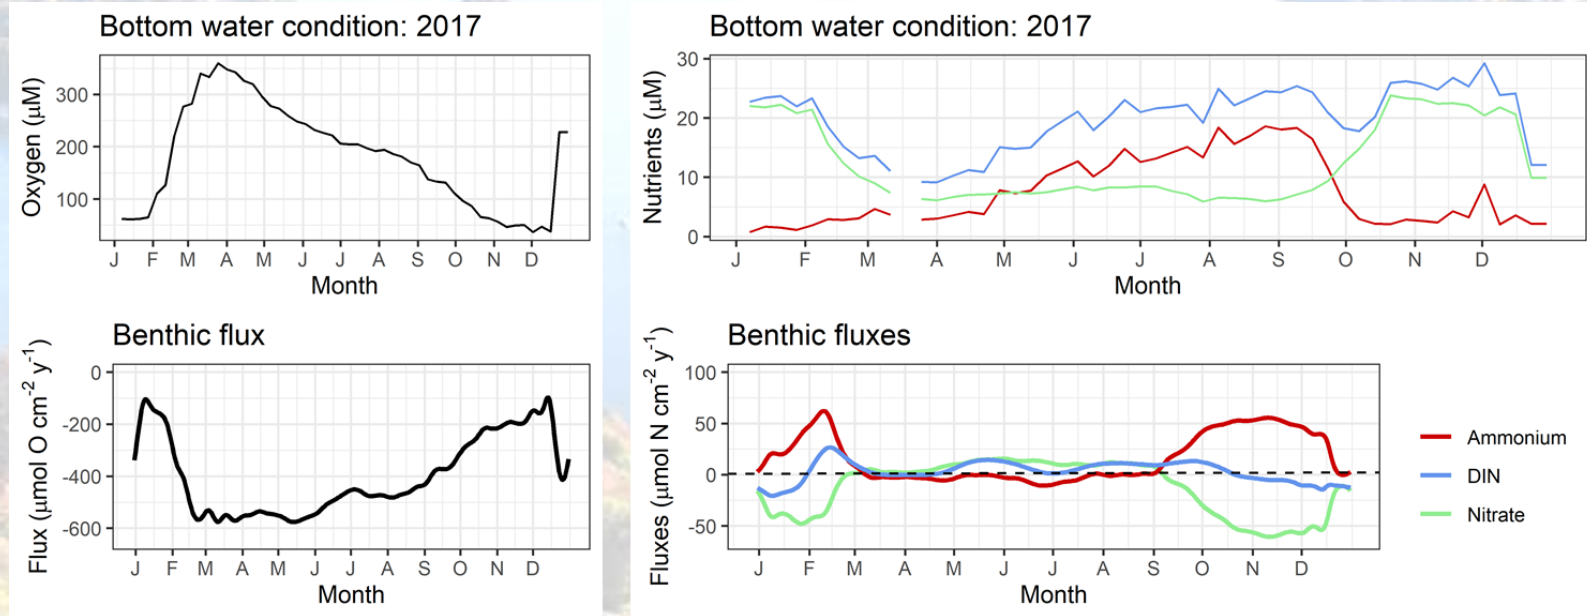 Bottom water condition: 2017
Oxygen (μM)
300
200
100
J F M A M J J A S O N D
Month
Bottom water condition: 2017
Nutrients (μM)
30
20
10
0
J F M A M J J A S O N D
Month
Benthic flux
Flux (μmol O cm⁻² y⁻¹)
0
-200
-400
-600
J F M A M J J A S O N D
Month
Benthic fluxes
Fluxes (μmol N cm⁻² y⁻¹)
100
50
0
-50
J F M A M J J A S O N D
Month
Ammonium
DIN
Nitrate